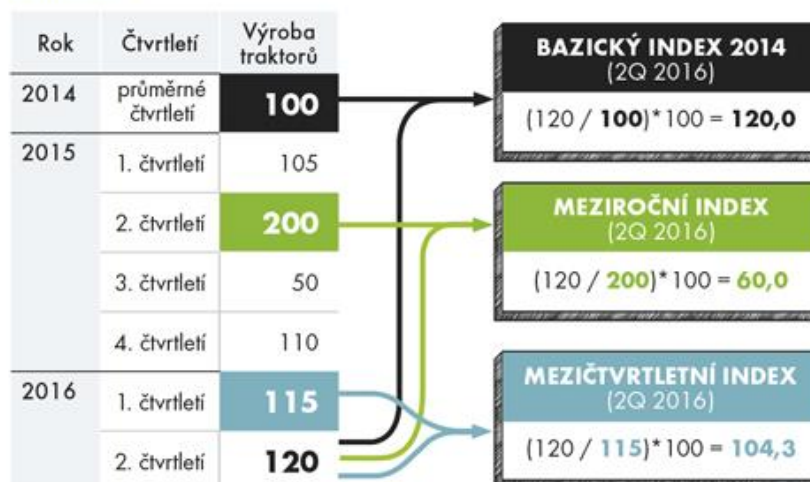 Rok Čtvrtletí Výroba
traktorů
2014 průměrné
čtvrtletí 100
2015 1. čtvrtletí 105
2. čtvrtletí 200
3. čtvrtletí 50
4. čtvrtletí 110
2016 1. čtvrtletí 115
2. čtvrtletí 120
BAZICKÝ INDEX 2014
(2Q 2016)
(120 / 100)*100 = 120,0
MEZIROČNÍ INDEX
(2Q 2016)
(120 / 200)*100 = 60,0
MEZIČTVRTLETNÍ INDEX
(2Q 2016)
(120 / 115)*100 = 104,3